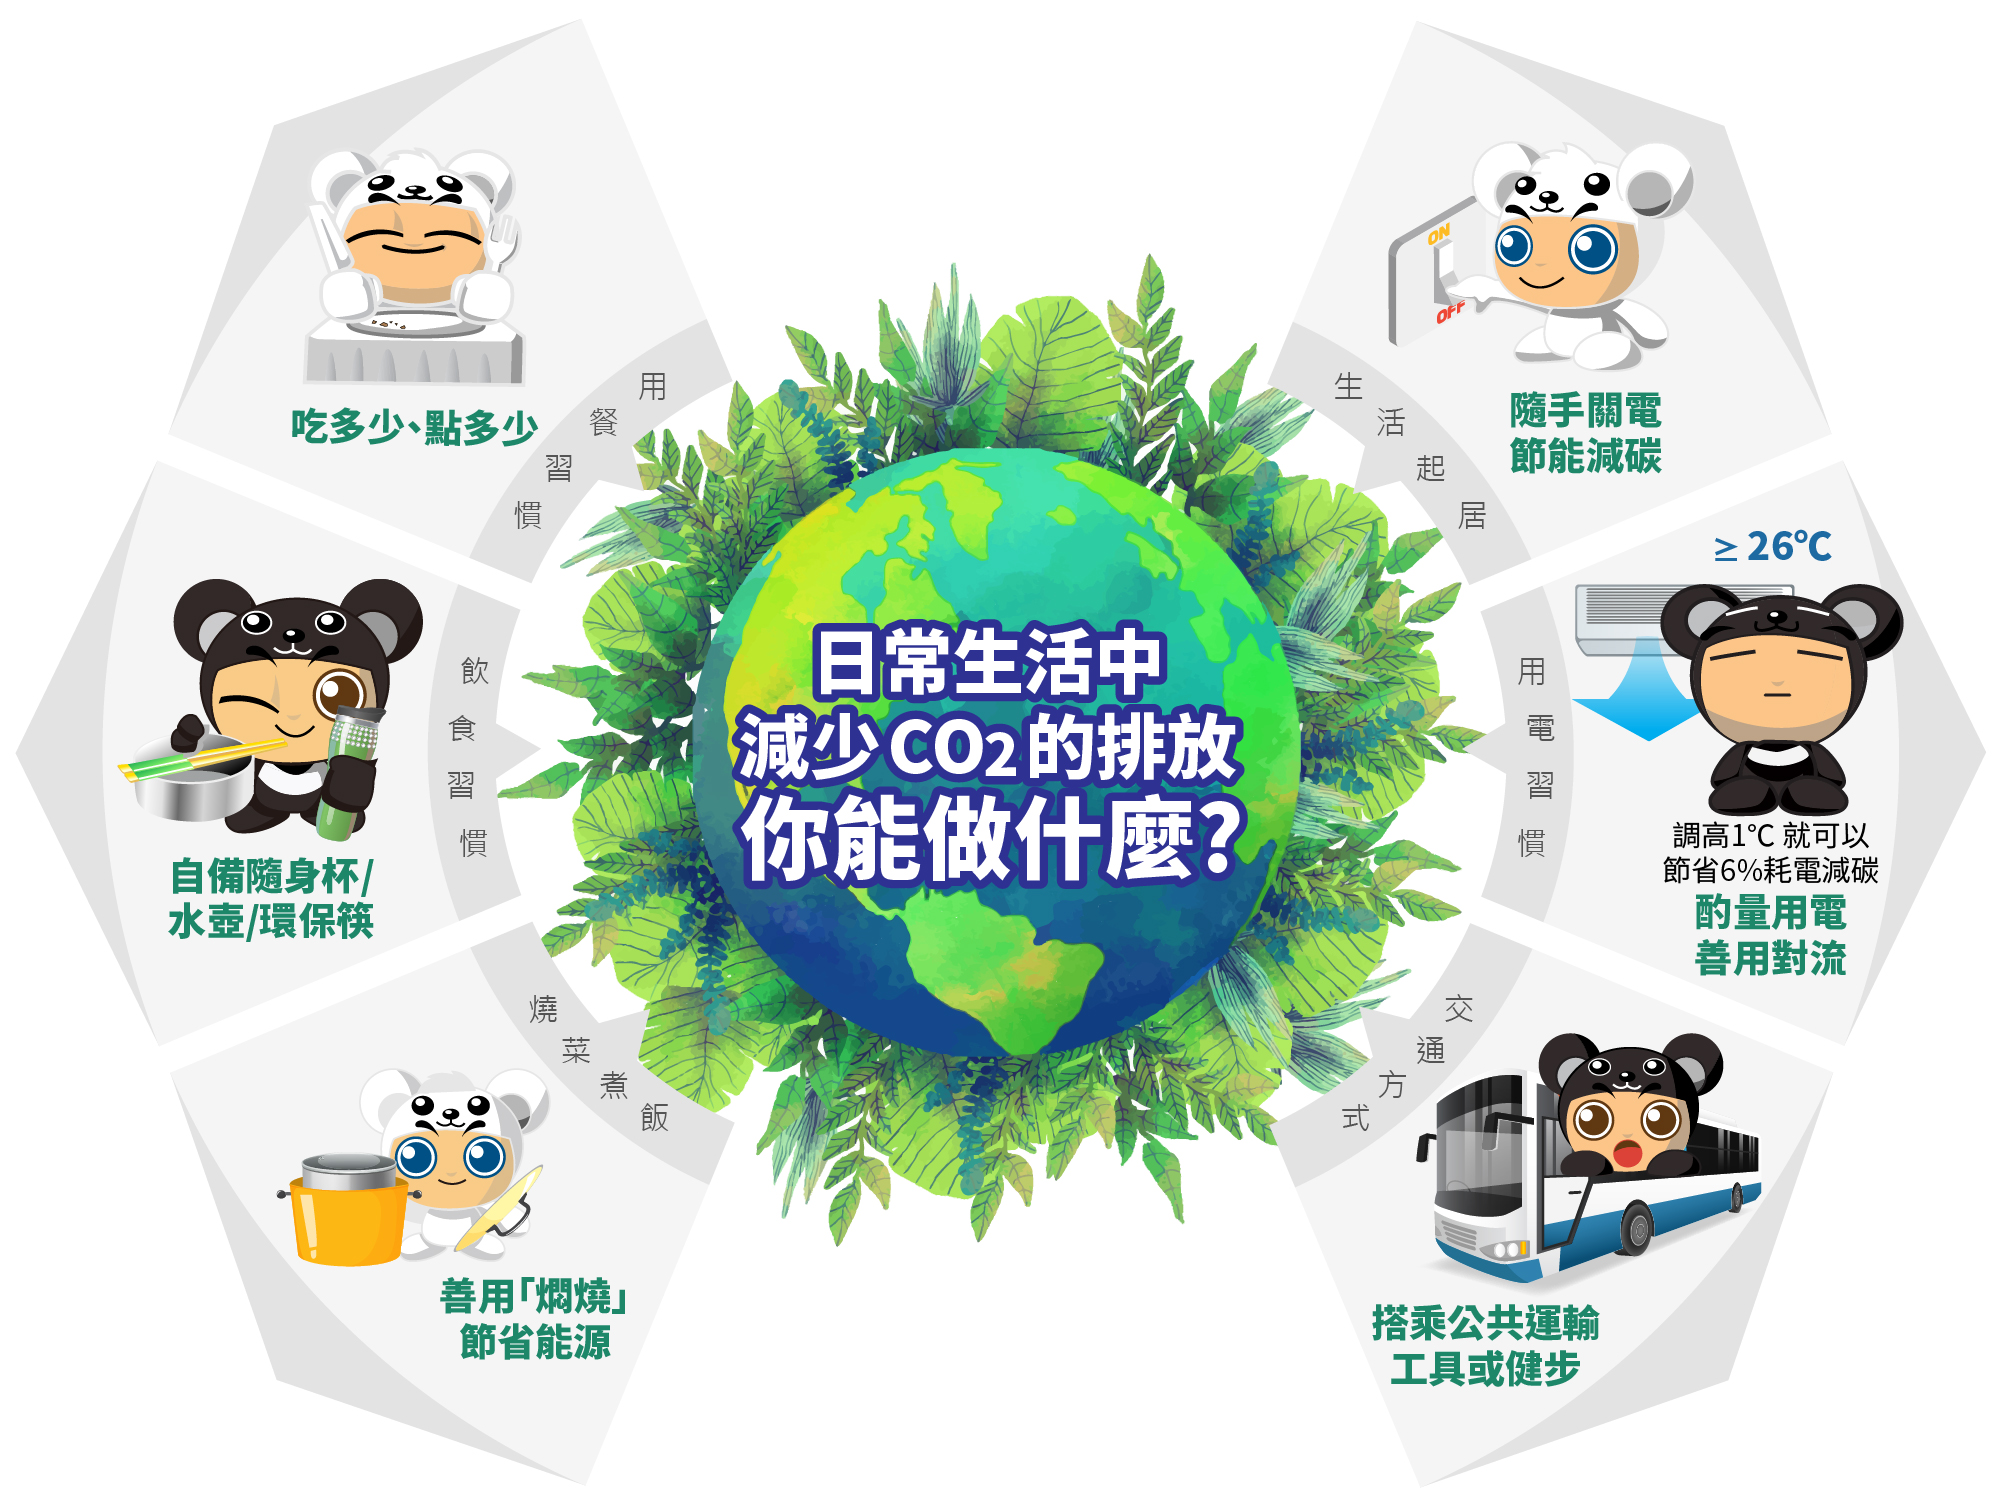 日常生活中
減少CO2的排放
你能做什麼?
用餐習慣
吃多少、點多少
飲食習慣
自備隨身杯/
水壺/環保筷
燒菜煮飯
善用「燜燒」
節省能源
生活起居
ON
OFF
隨手關電
節能減碳
用電習慣
≥ 26℃
調高1℃ 就可以
節省6%耗電減碳
酌量用電
善用對流
交通方式
搭乘公共運輸
工具或健步